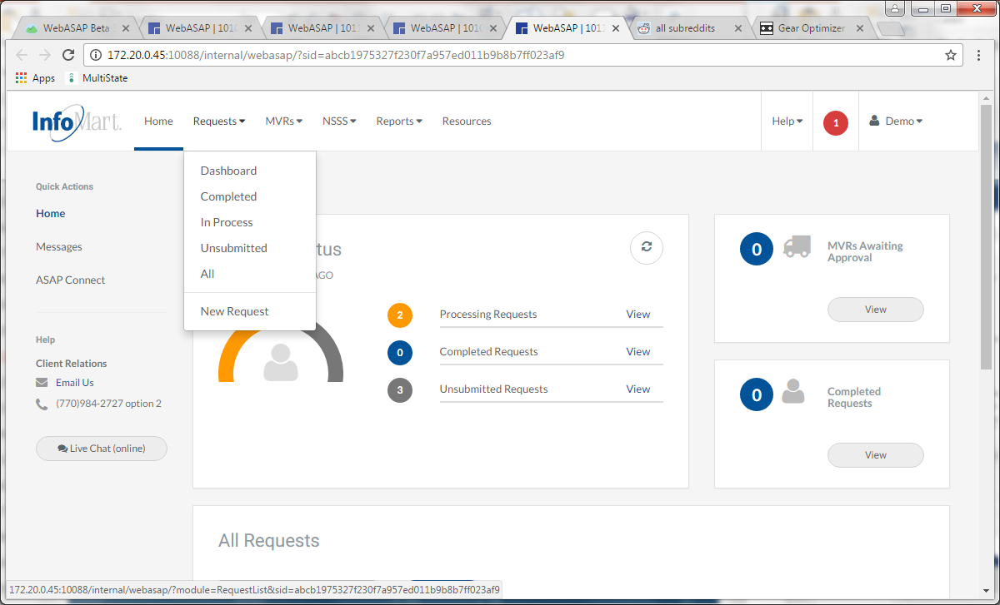 WebASAP Beta
WebASAP | 1010
WebASAP | 1011
WebASAP | 1010
WebASAP | 1011
all subreddits
Gear Optimizer
172.20.0.45:10088/internal/webasap/?sid=abcb1975327f230f7a957ed011b9b8b7ff023af9
Apps
MultiState
InfoMart.
Home
Requests
MVRs
NSSS
Reports
Resources
Help
1
Demo
Quick Actions
Home
Messages
ASAP Connect
Help
Client Relations
Email Us
(770)984-2727 option 2
Live Chat (online)
Dashboard
Completed
In Process
Unsubmitted
All
New Request
tus
AGO
2 Processing Requests View
0 Completed Requests View
3 Unsubmitted Requests View
0 MVRs Awaiting
Approval
View
0 Completed
Requests
View
All Requests
172.20.0.45:10088/internal/webasap/?module=RequestList&sid=abcb1975327f230f7a957ed011b9b8b7ff023af9